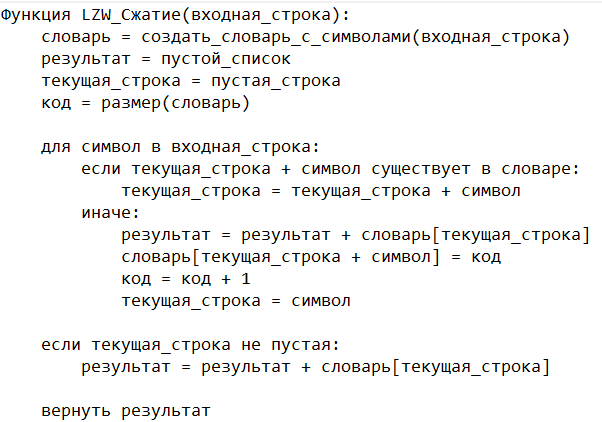 Функция LZW_Сжатие(входная_строка):
    словарь = создать_словарь_с_символами(входная_строка)
    результат = пустой_список
    текущая_строка = пустая_строка
    код = размер(словарь)

    для символ в входная_строка:
        если текущая_строка + символ существует в словаре:
            текущая_строка = текущая_строка + символ
        иначе:
            результат = результат + словарь[текущая_строка]
            словарь[текущая_строка + символ] = код
            код = код + 1
            текущая_строка = символ

    если текущая_строка не пустая:
        результат = результат + словарь[текущая_строка]

    вернуть результат